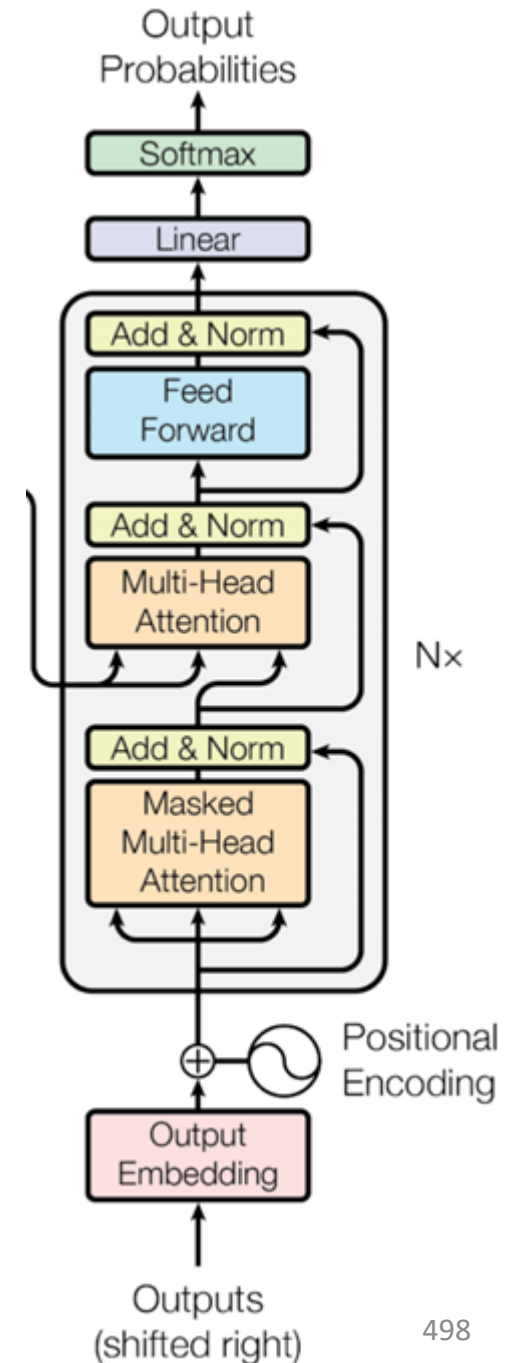 Output
Probabilities
Softmax
Linear
Add & Norm
Feed
Forward
Add & Norm
Multi-Head
Attention
N×
Add & Norm
Masked
Multi-Head
Attention
Positional
Encoding
Output
Embedding
Outputs
(shifted right)
498